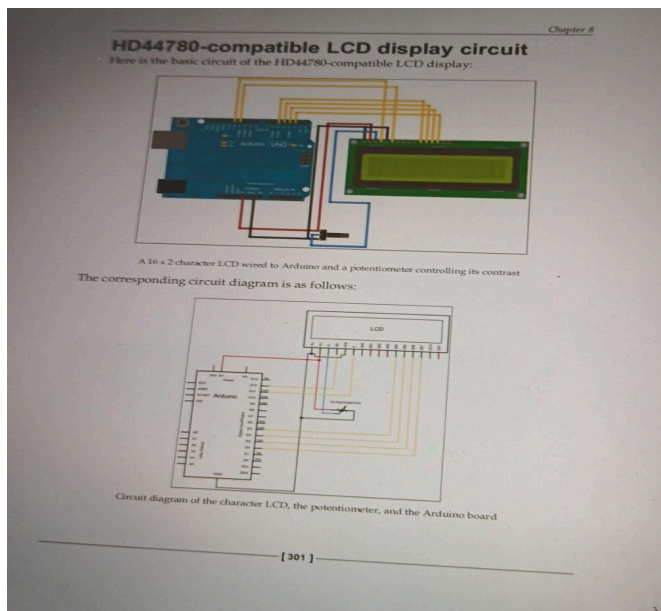 Chapter 8
HD44780-compatible LCD display circuit
Here is the basic circuit of the HD44780-compatible LCD display:
Arduino UNO
A 16 x 2 character LCD wired to Arduino and a potentiometer controlling its contrast
The corresponding circuit diagram is as follows:
LCD
Arduino
Circuit diagram of the character LCD, the potentiometer, and the Arduino board
[ 301 ]